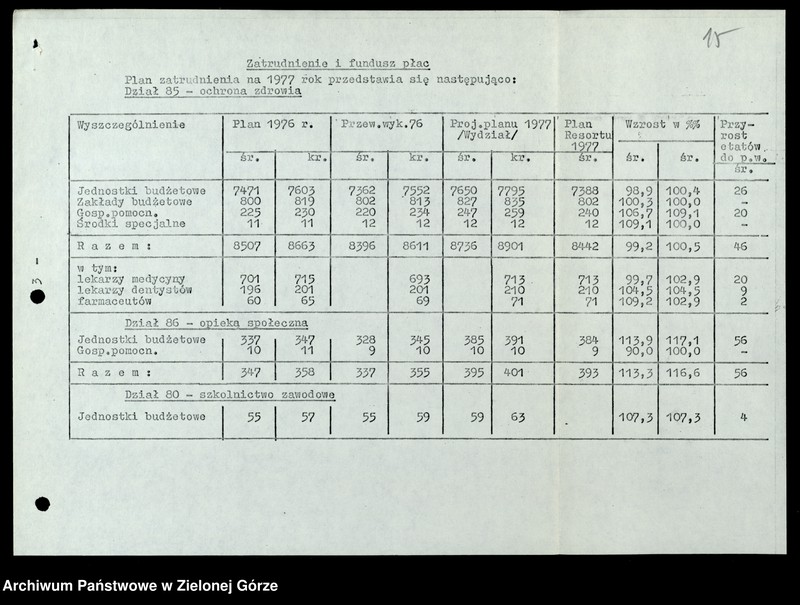 15
Zatrudnienie i fundusz płac
Plan zatrudnienia na 1977 rok przedstawia się następująco:
Dział 85 - ochrona zdrowia
Wyszczególnienie Plan 1976 r. Przew.wyk.76 Proj.planu 1977 /Wydział/ Plan Resortu 1977 Wzrost w %% Przyrost etatów do p.w.
śr. kr. śr. kr. śr. kr. śr. śr. śr. śr.
Jednostki budżetowe 7471 7603 7362 7552 7650 7795 7388 98,9 100,4 26
Zakłady budżetowe 800 819 802 813 827 835 802 100,3 100,0 -
Gosp.pomocn. 225 230 220 234 247 259 240 106,7 109,1 20
Środki specjalne 11 11 12 12 12 12 12 109,1 100,0
R a z e m : 8507 8663 8396 8611 8736 8901 8442 99,2 100,5 46
w tym:
lekarzy medycyny 701 715 693 713 713 99,7 102,9 20
lekarzy dentystów 196 201 201 210 210 104,5 104,5 9
farmaceutów 60 65 69 71 71 109,2 102,9 2
Dział 86 - opieka społeczna
Jednostki budżetowe 337 347 328 345 385 391 384 113,9 117,1 56
Gosp.pomocn. 10 11 9 10 10 10 9 90,0 100,0 -
R a z e m : 347 358 337 355 395 401 393 113,3 116,6 56
Dział 80 - szkolnictwo zawodowe
Jednostki budżetowe 55 57 55 59 59 63 107,3 107,3 4
- 3 -
Archiwum Państwowe w Zielonej Górze